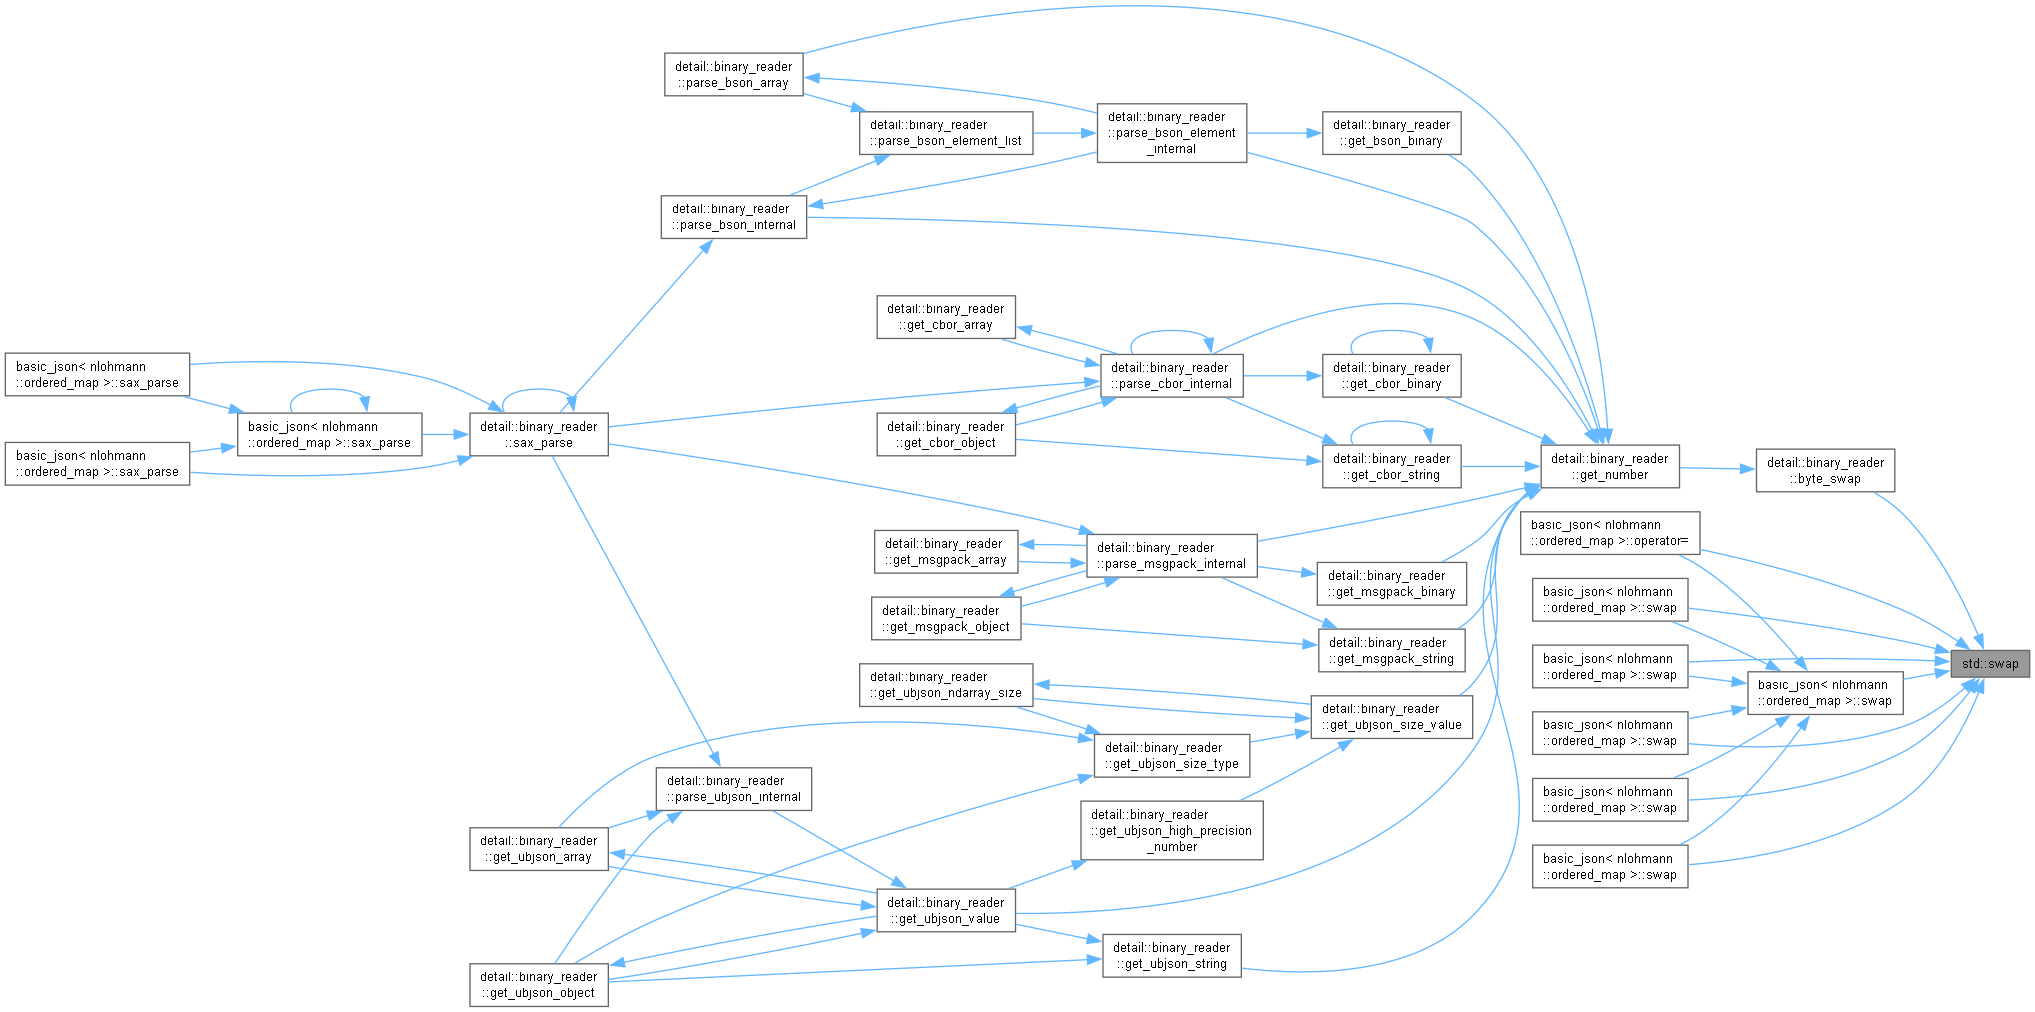 detail::binary_reader
::parse_bson_array
detail::binary_reader
::parse_bson_element_list
detail::binary_reader
::parse_bson_element
_internal
detail::binary_reader
::get_bson_binary
detail::binary_reader
::parse_bson_internal
detail::binary_reader
::get_cbor_array
detail::binary_reader
::parse_cbor_internal
detail::binary_reader
::get_cbor_binary
basic_json< nlohmann
::ordered_map >::sax_parse
basic_json< nlohmann
::ordered_map >::sax_parse
basic_json< nlohmann
::ordered_map >::sax_parse
detail::binary_reader
::sax_parse
detail::binary_reader
::get_cbor_object
detail::binary_reader
::get_cbor_string
detail::binary_reader
::get_number
detail::binary_reader
::byte_swap
detail::binary_reader
::get_msgpack_array
detail::binary_reader
::parse_msgpack_internal
detail::binary_reader
::get_msgpack_binary
detail::binary_reader
::get_msgpack_object
detail::binary_reader
::get_msgpack_string
basic_json< nlohmann
::ordered_map >::operator=
basic_json< nlohmann
::ordered_map >::swap
basic_json< nlohmann
::ordered_map >::swap
basic_json< nlohmann
::ordered_map >::swap
basic_json< nlohmann
::ordered_map >::swap
basic_json< nlohmann
::ordered_map >::swap
basic_json< nlohmann
::ordered_map >::swap
std::swap
detail::binary_reader
::get_ubjson_ndarray_size
detail::binary_reader
::get_ubjson_size_value
detail::binary_reader
::get_ubjson_size_type
detail::binary_reader
::parse_ubjson_internal
detail::binary_reader
::get_ubjson_high_precision
_number
detail::binary_reader
::get_ubjson_array
detail::binary_reader
::get_ubjson_value
detail::binary_reader
::get_ubjson_string
detail::binary_reader
::get_ubjson_object